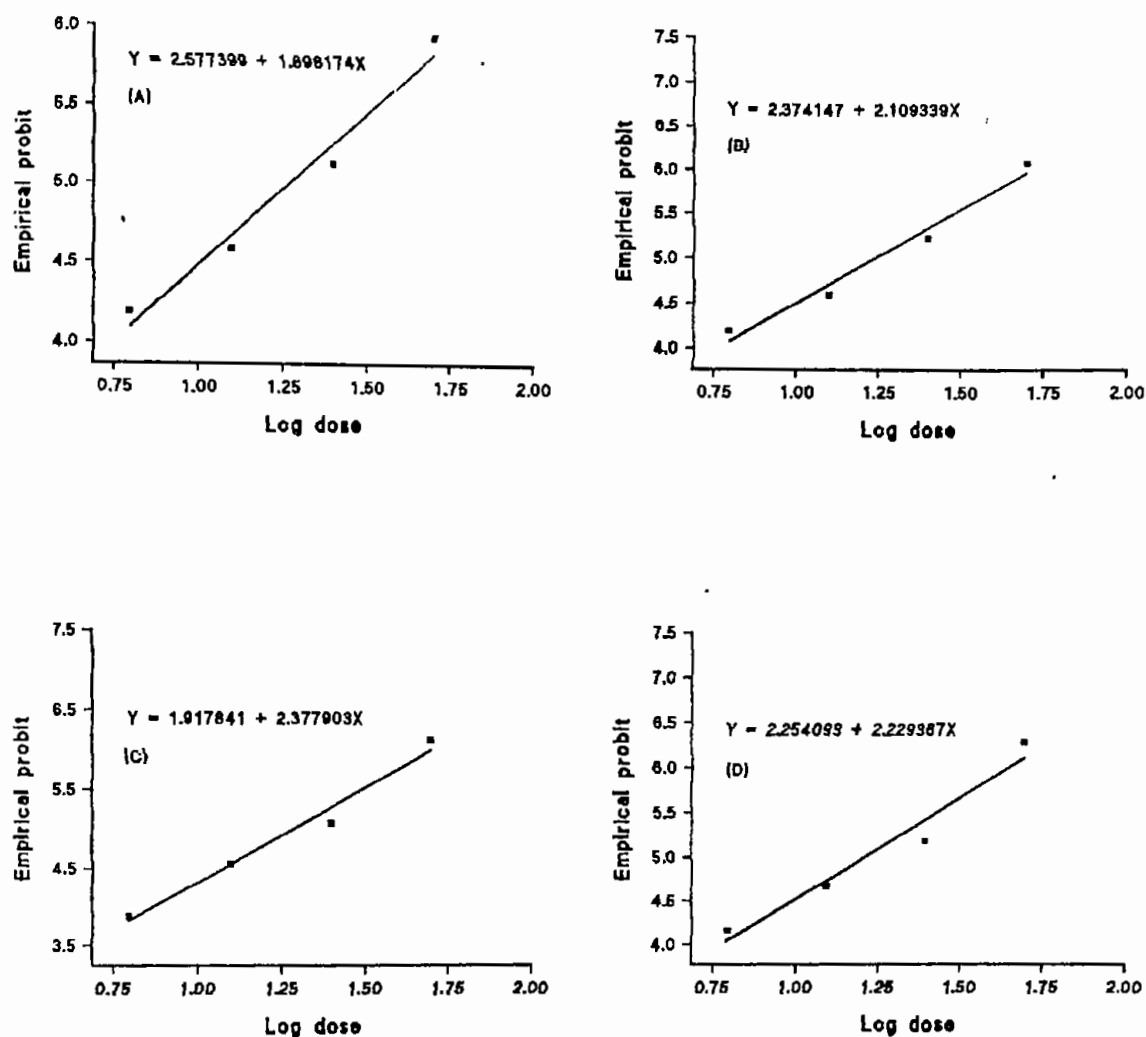 6.0
5.5
5.0
4.5
4.0
Empirical probit
Y = 2.577399 + 1.898174X
(A)
0.75 1.00 1.25 1.50 1.75 2.00
Log dose
7.5
7.0
6.5
6.0
5.5
5.0
4.5
4.0
Empirical probit
Y = 2.374147 + 2.109339X
(B)
0.75 1.00 1.25 1.50 1.75 2.00
Log dose
7.5
6.5
5.5
4.5
3.5
Empirical probit
Y = 1.917841 + 2.377903X
(C)
0.75 1.00 1.25 1.50 1.75 2.00
Log dose
7.5
7.0
6.5
6.0
5.5
5.0
4.5
4.0
Empirical probit
Y = 2.254093 + 2.229367X
(D)
0.75 1.00 1.25 1.50 1.75 2.00
Log dose